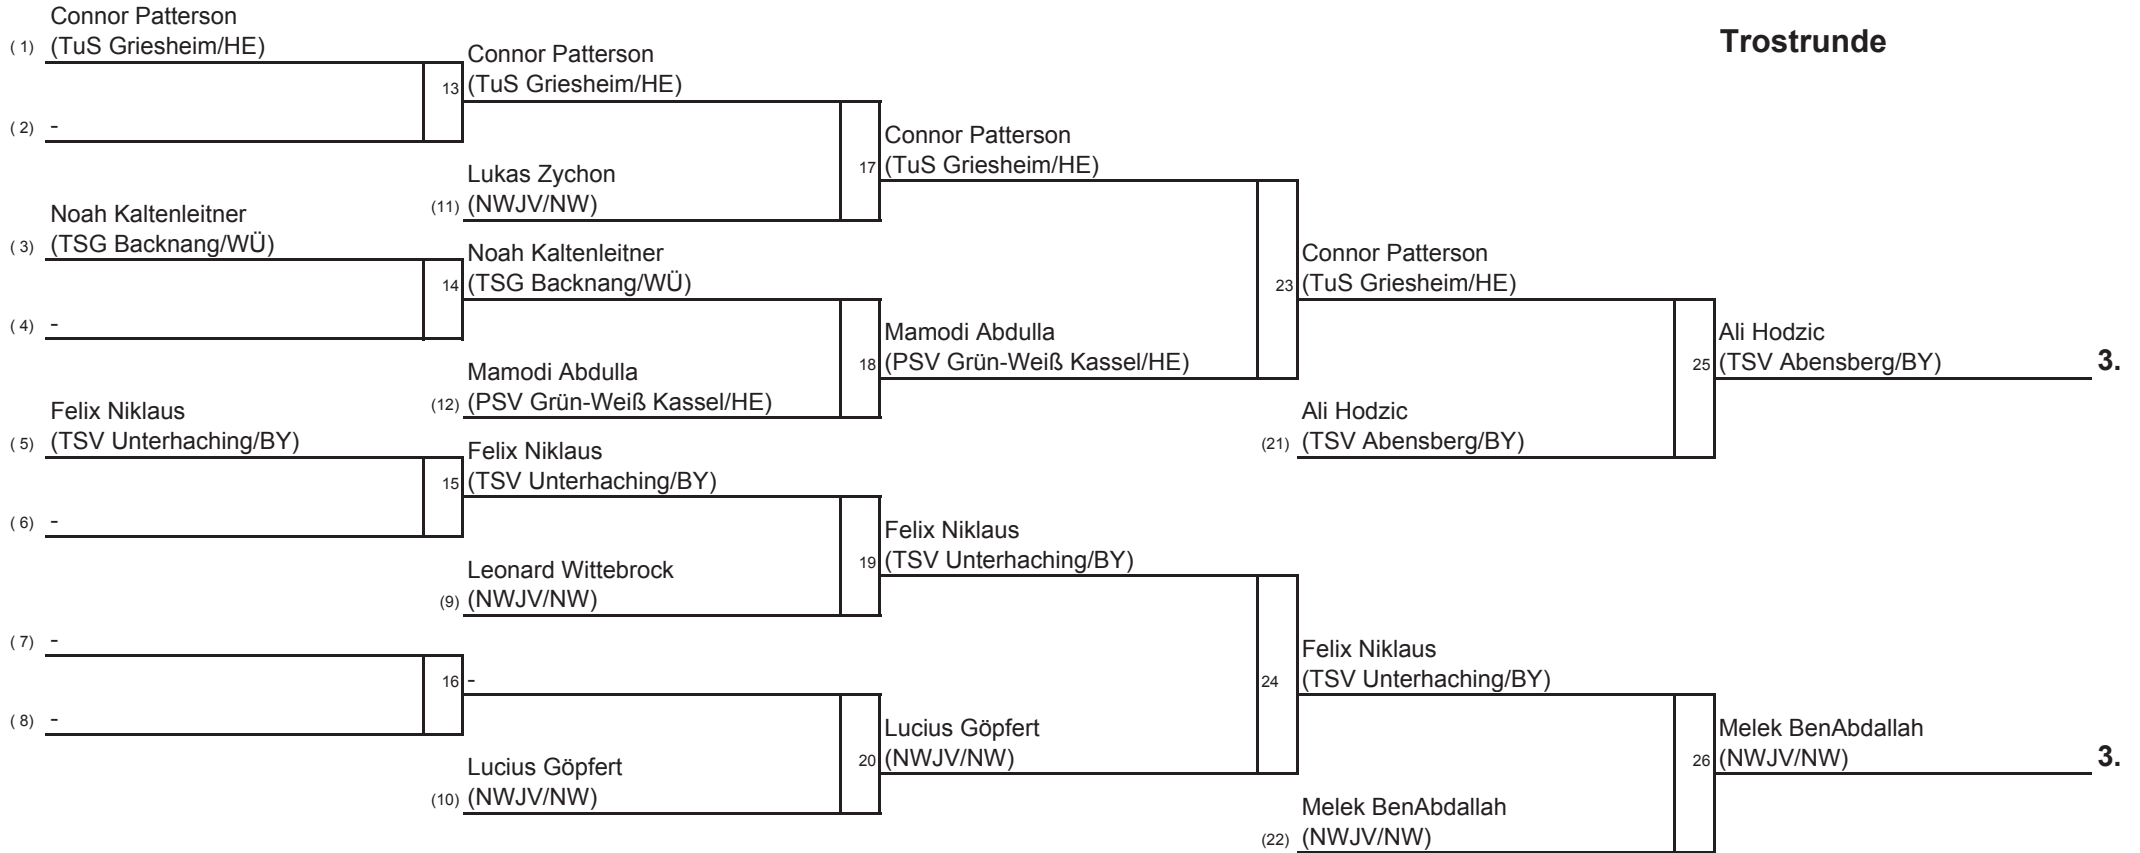 Trostrunde
Connor Patterson
( 1) (TuS Griesheim/HE)
( 2) -
Noah Kaltenleitner
( 3) (TSG Backnang/WÜ)
( 4) -
Felix Niklaus
( 5) (TSV Unterhaching/BY)
( 6) -
( 7) -
( 8) -
Connor Patterson
13 (TuS Griesheim/HE)
Lukas Zychon
(11) (NWJV/NW)
Noah Kaltenleitner
14 (TSG Backnang/WÜ)
Mamodi Abdulla
(12) (PSV Grün-Weiß Kassel/HE)
Felix Niklaus
15 (TSV Unterhaching/BY)
Leonard Wittebrock
(9) (NWJV/NW)
16 -
Lucius Göpfert
(10) (NWJV/NW)
Connor Patterson
17 (TuS Griesheim/HE)
Mamodi Abdulla
18 (PSV Grün-Weiß Kassel/HE)
Felix Niklaus
19 (TSV Unterhaching/BY)
Lucius Göpfert
20 (NWJV/NW)
Connor Patterson
23 (TuS Griesheim/HE)
Ali Hodzic
(21) (TSV Abensberg/BY)
Felix Niklaus
24 (TSV Unterhaching/BY)
Melek BenAbdallah
(22) (NWJV/NW)
Ali Hodzic
25 (TSV Abensberg/BY) 3.
Melek BenAbdallah
26 (NWJV/NW) 3.